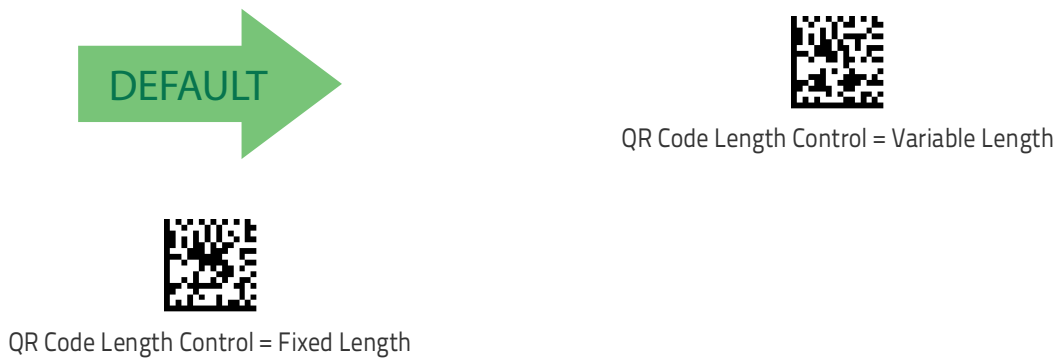 DEFAULT
QR Code Length Control = Variable Length
QR Code Length Control = Fixed Length